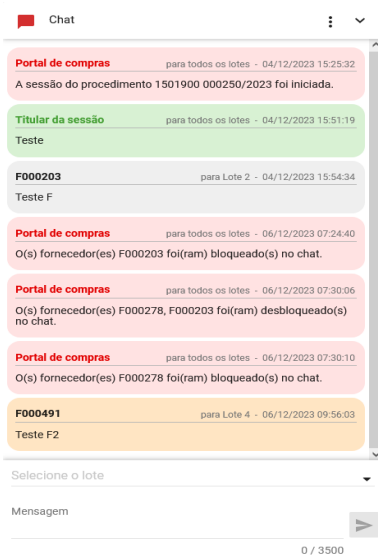 Chat
Portal de compras para todos os lotes - 04/12/2023 15:25:32
A sessão do procedimento 1501900 000250/2023 foi iniciada.
Titular da sessão para todos os lotes - 04/12/2023 15:51:19
Teste
F000203 para Lote 2 - 04/12/2023 15:54:34
Teste F
Portal de compras para todos os lotes - 06/12/2023 07:24:40
O(s) fornecedor(es) F000203 foi(ram) bloqueado(s) no chat.
Portal de compras para todos os lotes - 06/12/2023 07:30:06
O(s) fornecedor(es) F000278, F000203 foi(ram) desbloqueado(s)
no chat.
Portal de compras para todos os lotes - 06/12/2023 07:30:10
O(s) fornecedor(es) F000278 foi(ram) bloqueado(s) no chat.
F000491 para Lote 4 - 06/12/2023 09:56:03
Teste F2
Selecione o lote
Mensagem
0 / 3500